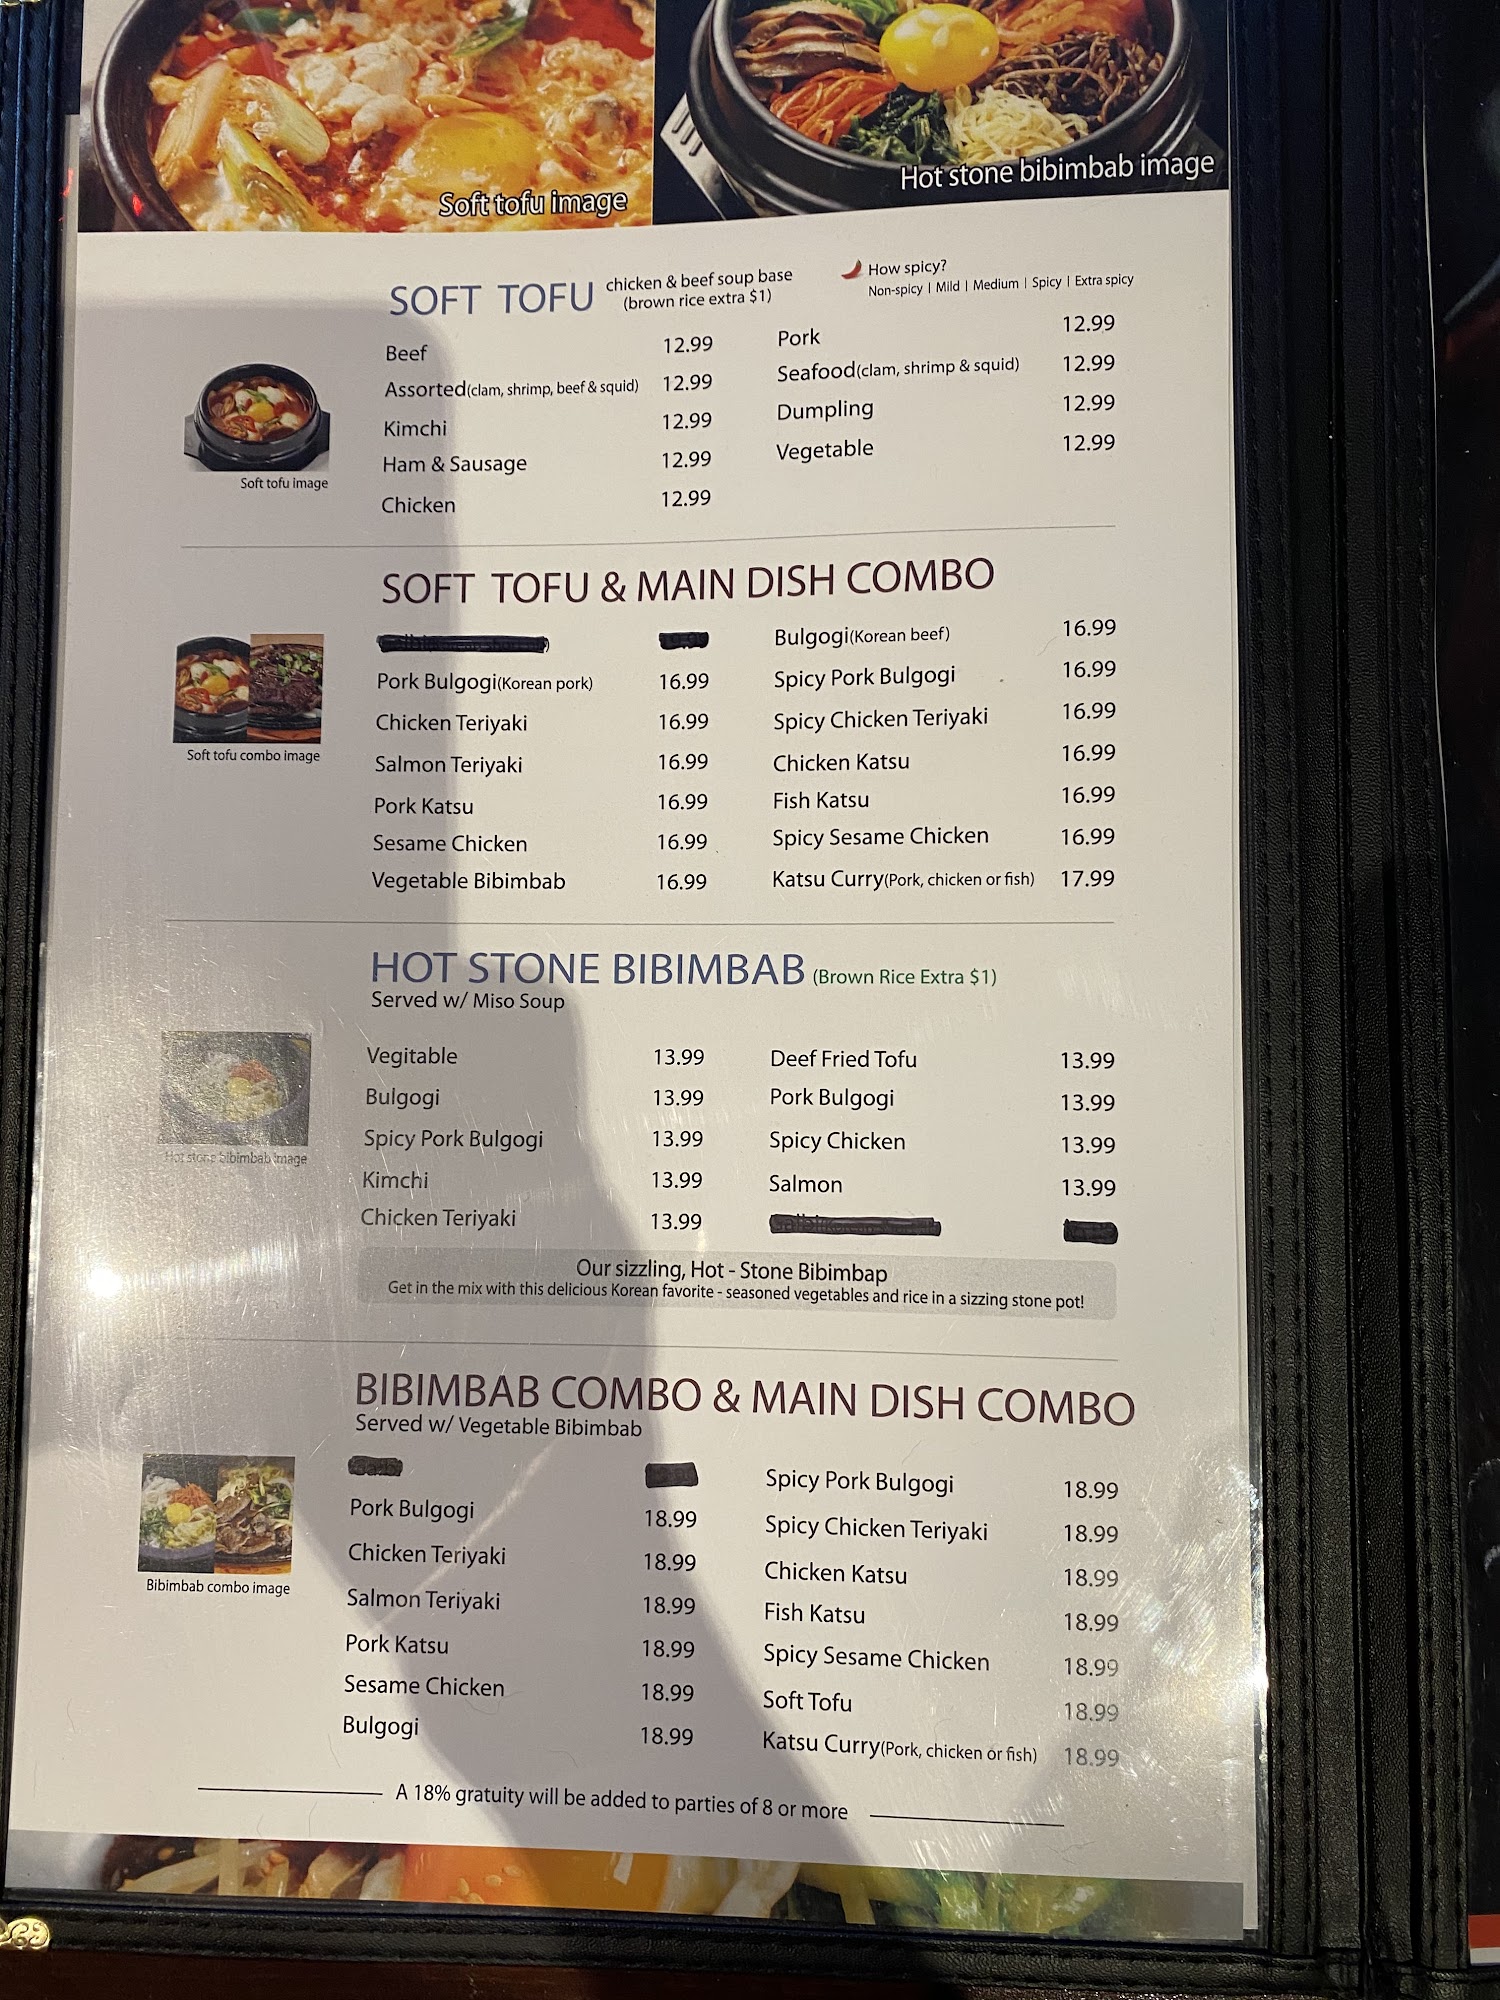 Soft tofu image
Hot stone bibimbab image
SOFT TOFU chicken & beef soup base
(brown rice extra $1)
How spicy?
Non-spicy | Mild | Medium | Spicy | Extra spicy
Beef 12.99
Assorted(clam, shrimp, beef & squid) 12.99
Kimchi 12.99
Ham & Sausage 12.99
Chicken 12.99
Pork 12.99
Seafood(clam, shrimp & squid) 12.99
Dumpling 12.99
Vegetable 12.99
Soft tofu image
SOFT TOFU & MAIN DISH COMBO
Pork Bulgogi(Korean pork) 16.99
Chicken Teriyaki 16.99
Salmon Teriyaki 16.99
Pork Katsu 16.99
Sesame Chicken 16.99
Vegetable Bibimbab 16.99
Bulgogi(Korean beef) 16.99
Spicy Pork Bulgogi 16.99
Spicy Chicken Teriyaki 16.99
Chicken Katsu 16.99
Fish Katsu 16.99
Spicy Sesame Chicken 16.99
Katsu Curry(Pork, chicken or fish) 17.99
Soft tofu combo image
HOT STONE BIBIMBAB (Brown Rice Extra $1)
Served w/ Miso Soup
Vegitable 13.99
Bulgogi 13.99
Spicy Pork Bulgogi 13.99
Kimchi 13.99
Chicken Teriyaki 13.99
Deef Fried Tofu 13.99
Pork Bulgogi 13.99
Spicy Chicken 13.99
Salmon 13.99
Hot stone bibimbab image
Our sizzling, Hot - Stone Bibimbap
Get in the mix with this delicious Korean favorite - seasoned vegetables and rice in a sizzing stone pot!
BIBIMBAB COMBO & MAIN DISH COMBO
Served w/ Vegetable Bibimbab
Pork Bulgogi 18.99
Chicken Teriyaki 18.99
Salmon Teriyaki 18.99
Pork Katsu 18.99
Sesame Chicken 18.99
Bulgogi 18.99
Spicy Pork Bulgogi 18.99
Spicy Chicken Teriyaki 18.99
Chicken Katsu 18.99
Fish Katsu 18.99
Spicy Sesame Chicken 18.99
Soft Tofu 18.99
Katsu Curry(Pork, chicken or fish) 18.99
Bibimbab combo image
A 18% gratuity will be added to parties of 8 or more